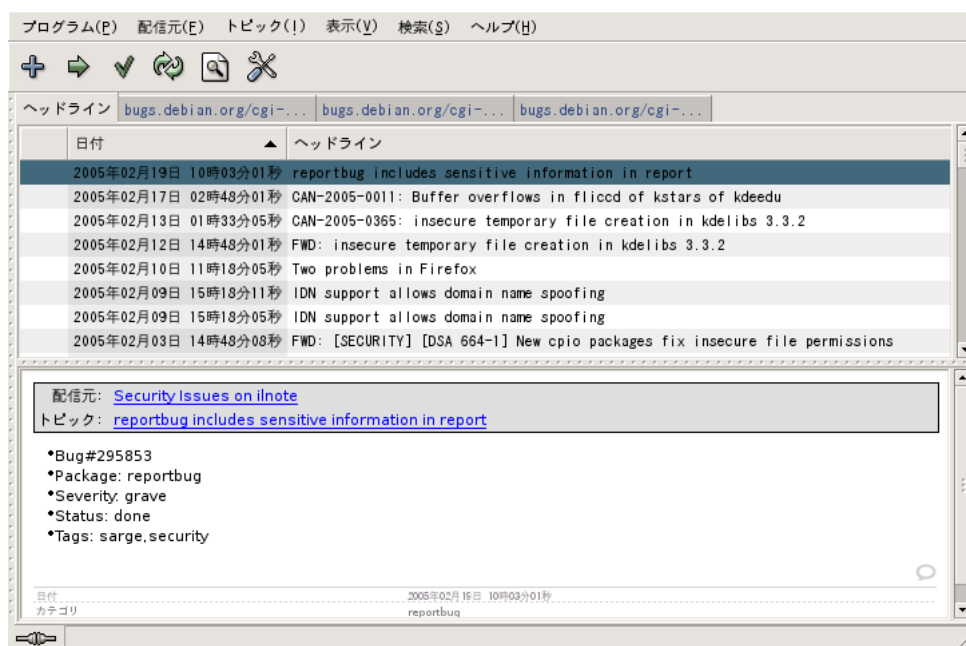 プログラム(P) 配信元(F) トピック(!) 表示(V) 検索(S) ヘルプ(H)
ヘッドライン bugs.debian.org/cgi-... bugs.debian.org/cgi-... bugs.debian.org/cgi-...
日付 ヘッドライン
2005年02月19日 10時03分01秒 reportbug includes sensitive information in report
2005年02月17日 02時48分01秒 CAN-2005-0011: Buffer overflows in fliccd of kstars of kdeedu
2005年02月13日 01時33分05秒 CAN-2005-0365: insecure temporary file creation in kdelibs 3.3.2
2005年02月12日 14時48分01秒 FWD: insecure temporary file creation in kdelibs 3.3.2
2005年02月10日 11時18分05秒 Two problems in Firefox
2005年02月09日 15時18分11秒 IDN support allows domain name spoofing
2005年02月09日 15時18分05秒 IDN support allows domain name spoofing
2005年02月03日 14時48分08秒 FWD: [SECURITY] [DSA 664-1] New cpio packages fix insecure file permissions
配信元: Security Issues on ilnote
トピック: reportbug includes sensitive information in report
•Bug#295853
•Package: reportbug
•Severity: grave
•Status: done
•Tags: sarge,security
日付 2005年02月19日 10時03分01秒
カテゴリ reportbug